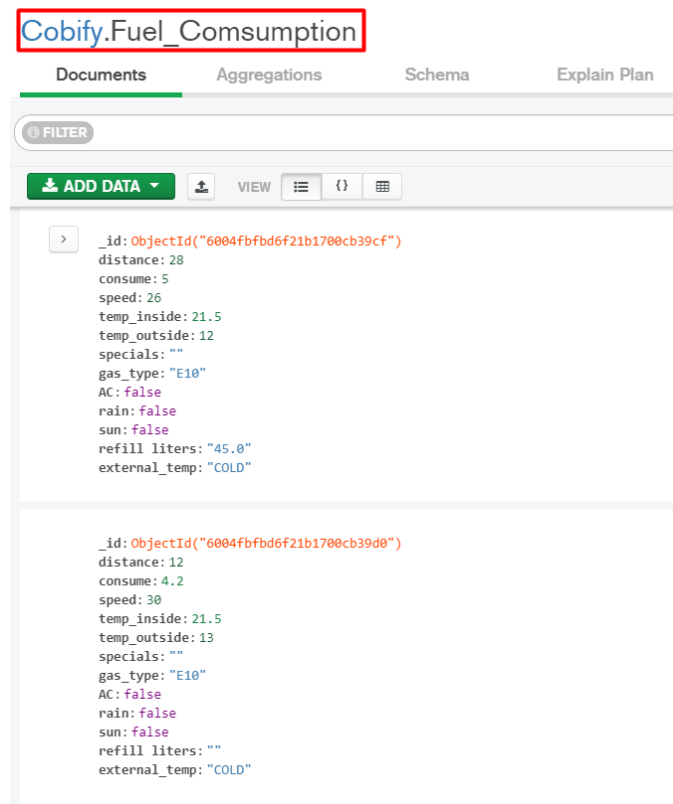 Cobify.Fuel_Comsumption
Documents Aggregations Schema Explain Plan
FILTER
ADD DATA VIEW {}
_id: ObjectId("6004fbfbd6f21b1700cb39cf")
distance: 28
consume: 5
speed: 26
temp_inside: 21.5
temp_outside: 12
specials: ""
gas_type: "E10"
AC: false
rain: false
sun: false
refill liters: "45.0"
external_temp: "COLD"
_id: ObjectId("6004fbfbd6f21b1700cb39d0")
distance: 12
consume: 4.2
speed: 30
temp_inside: 21.5
temp_outside: 13
specials: ""
gas_type: "E10"
AC: false
rain: false
sun: false
refill liters: ""
external_temp: "COLD"